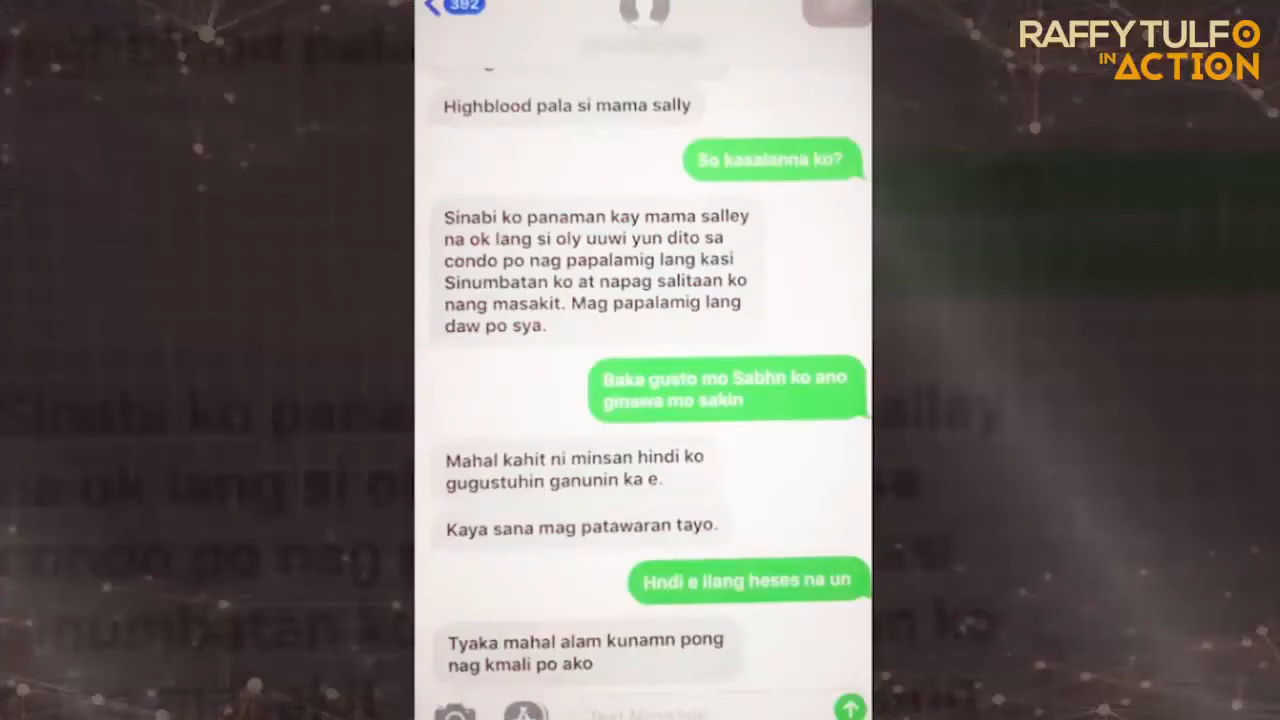 392
RAFFY TULFO
IN ACTION
Highblood pala si mama sally
So kasalanna ko?
Sinabi ko panaman kay mama salley
na ok lang si oly uuwi yun dito sa
condo po nag papalamig lang kasi
Sinumbatan ko at napag salitaan ko
nang masakit. Mag papalamig lang
daw po sya.
Baka gusto mo Sabhn ko ano
ginawa mo sakin
Mahal kahit ni minsan hindi ko
gugustuhin ganunin ka e.
Kaya sana mag patawaran tayo.
Hndi e ilang heses na un
Tyaka mahal alam kunamn pong
nag kmali po ako
Text Message